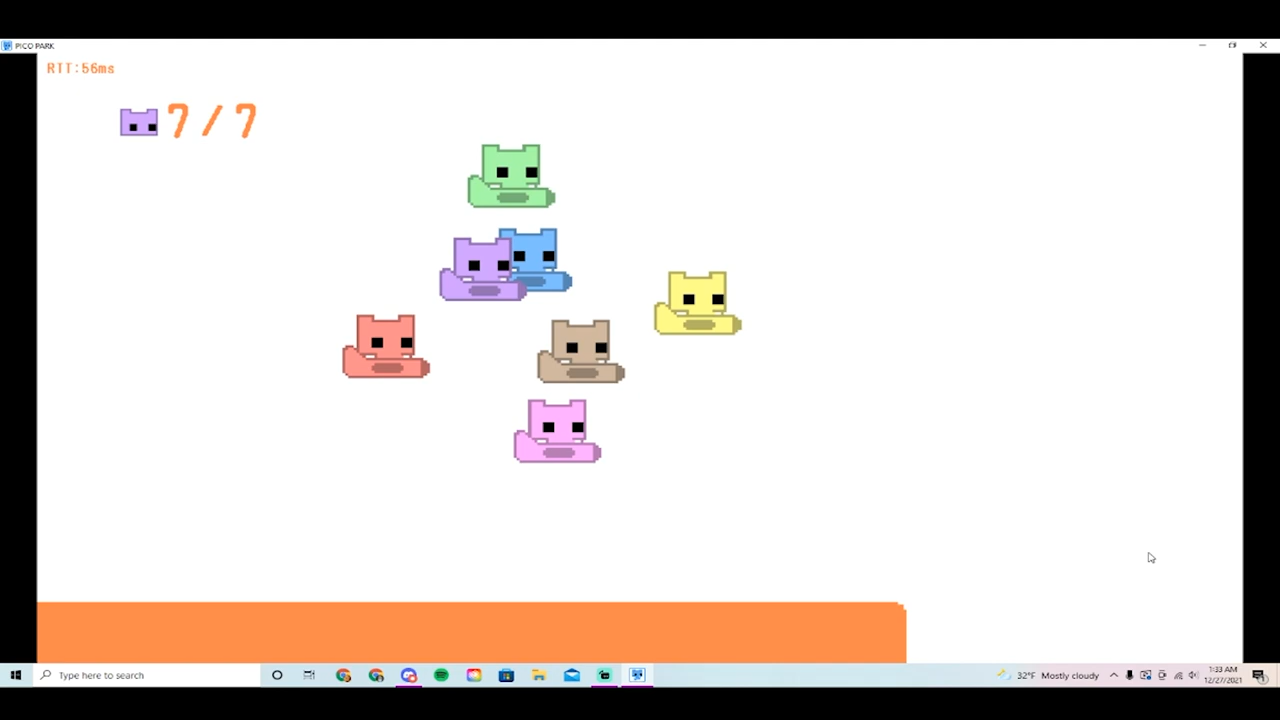 PICO PARK
RTT:56ms
7/7
Type here to search
32°F Mostly cloudy
1:33 AM
12/27/2021